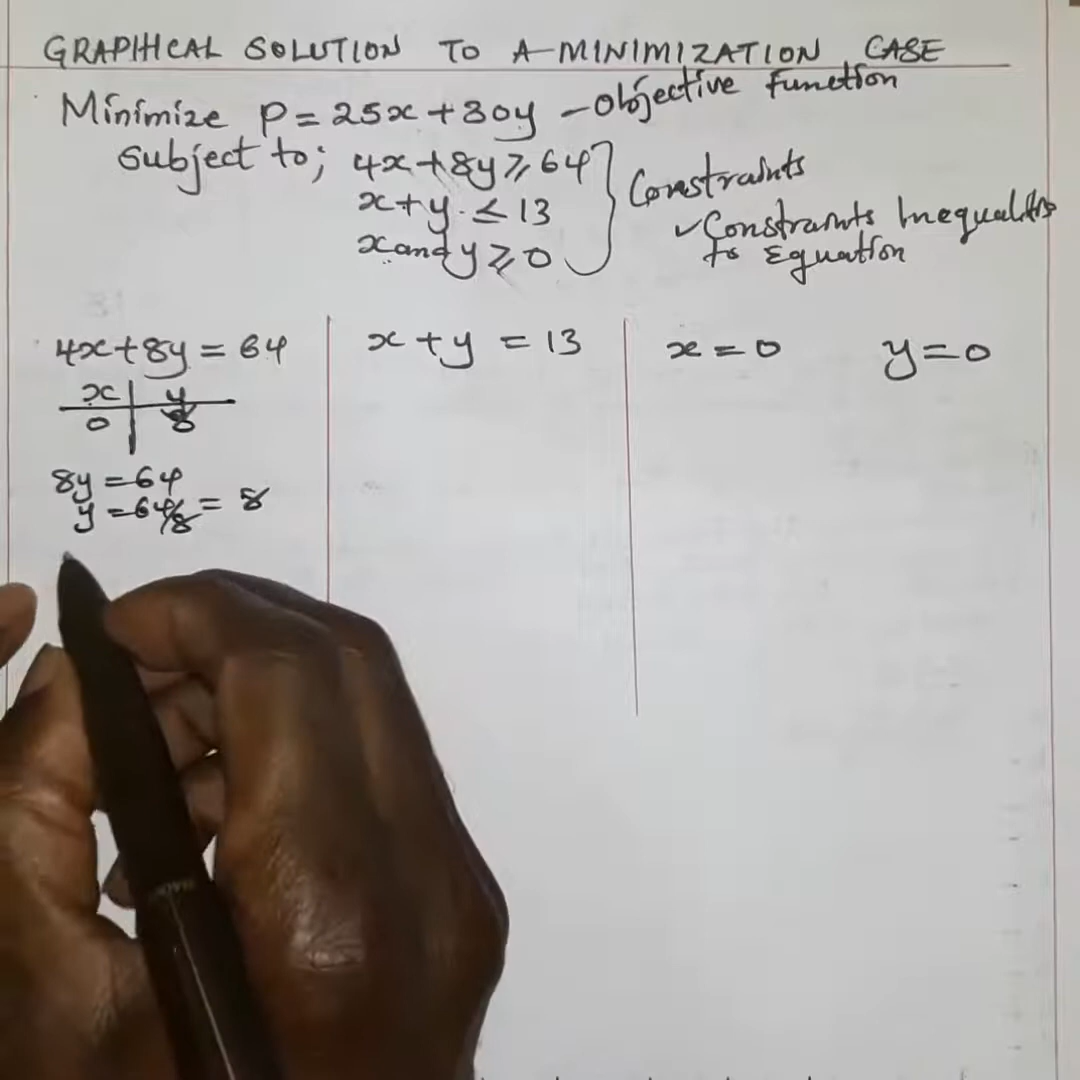 GRAPHICAL SOLUTION TO A MINIMIZATION CASE
Minimize P = 25x + 30y - Objective function
Subject to; 4x + 8y ≥ 64
x + y ≤ 13
x and y ≥ 0
Constraints
✓ Constraints Inequalities
to Equation
4x + 8y = 64
x | y
0 | 8
8y = 64
y = 64/8 = 8
x + y = 13
x = 0
y = 0